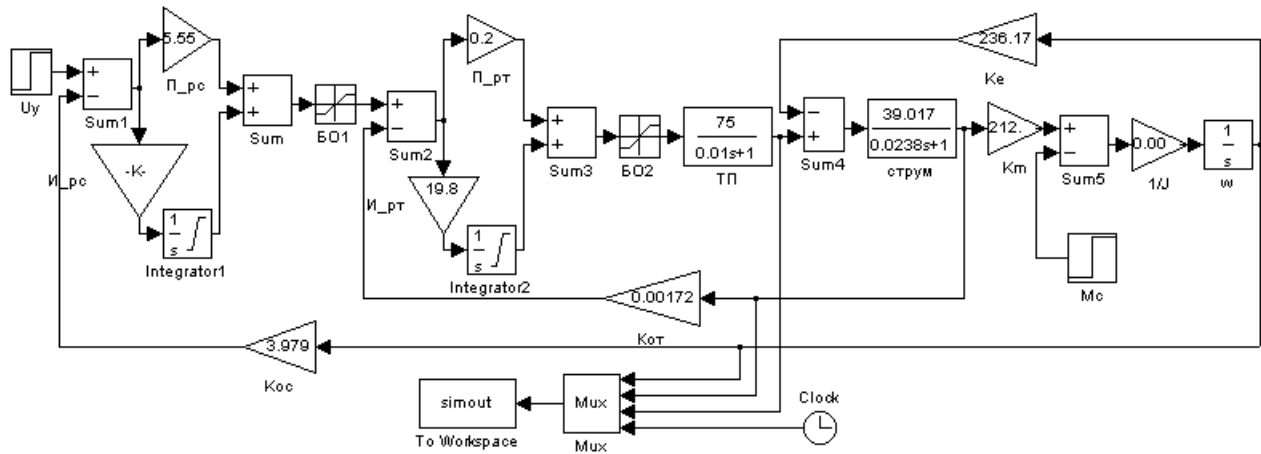 5.55
П_рс
Uy
+
−
Sum1
-K-
И_рс
1
s
Integrator1
+
+
Sum
БО1
+
−
Sum2
0.2
П_рт
19.8
И_рт
1
s
Integrator2
+
+
Sum3
БО2
75
0.01s+1
ТП
−
+
Sum4
39.017
0.0238s+1
струм
236.17
Ke
212.
Km
+
−
Sum5
0.00
1/J
1
s
w
Mc
0.00172
Кот
3.979
Koc
simout
To Workspace
Mux
Mux
Clock